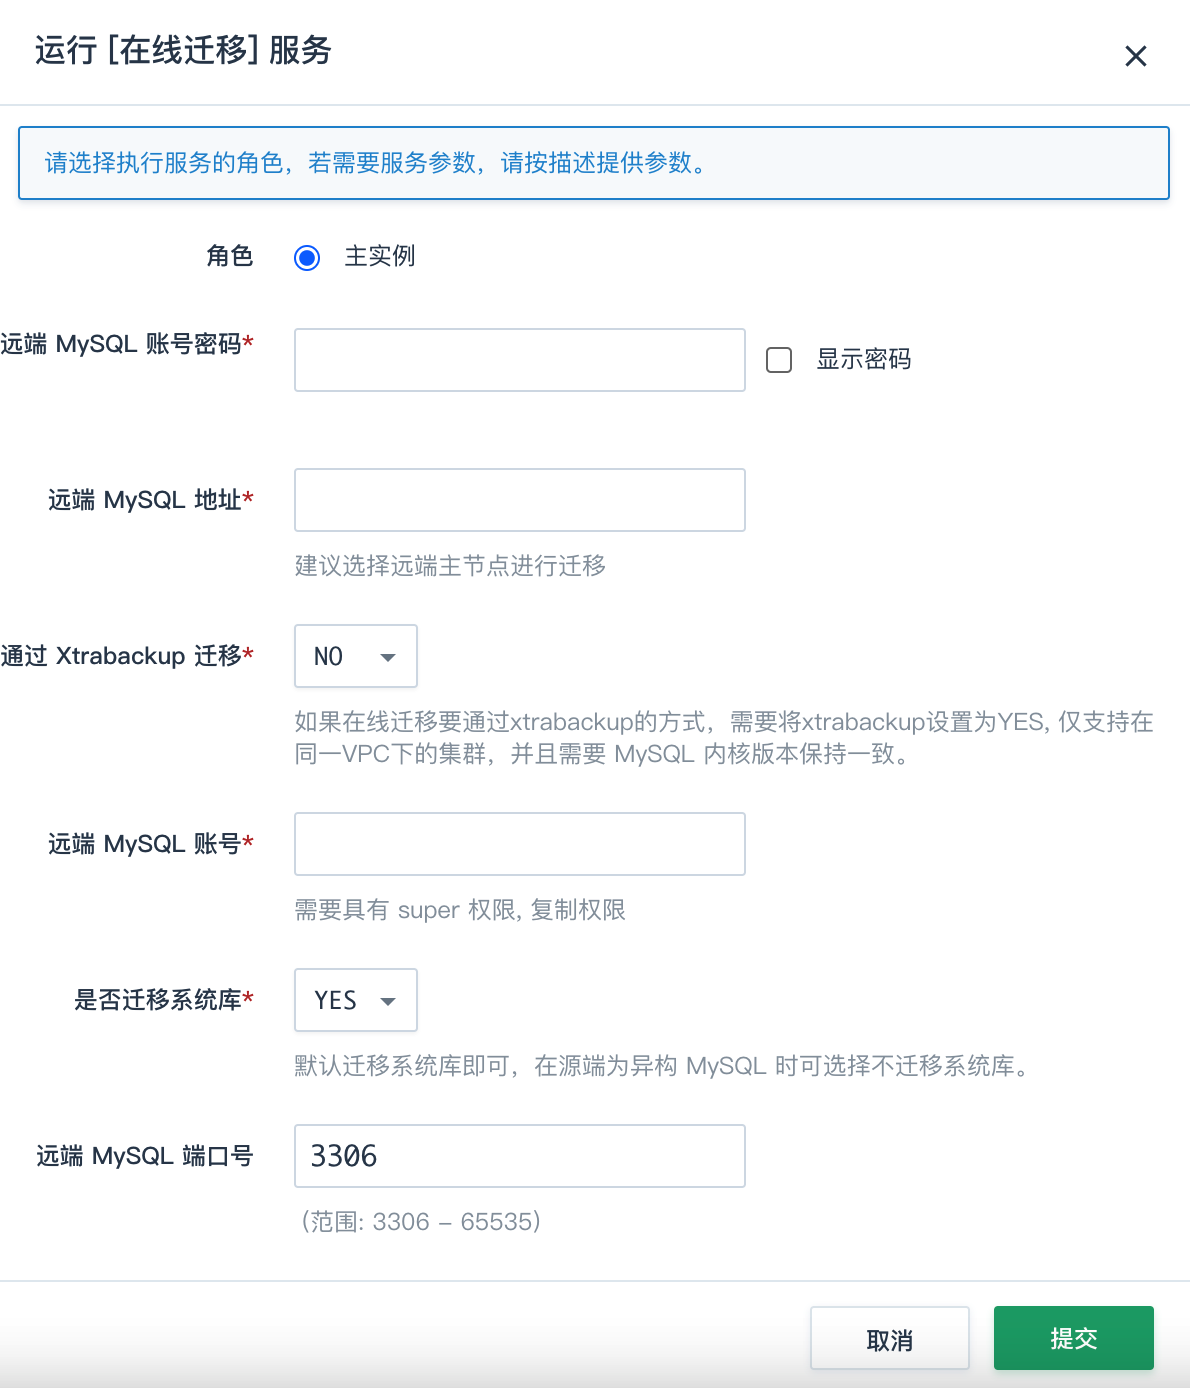 运行 [在线迁移] 服务
请选择执行服务的角色，若需要服务参数，请按描述提供参数。
角色 主实例
远端 MySQL 账号密码* 显示密码
远端 MySQL 地址*
建议选择远端主节点进行迁移
通过 Xtrabackup 迁移* NO
如果在线迁移要通过xtrabackup的方式，需要将xtrabackup设置为YES, 仅支持在
同一VPC下的集群，并且需要 MySQL 内核版本保持一致。
远端 MySQL 账号*
需要具有 super 权限, 复制权限
是否迁移系统库* YES
默认迁移系统库即可，在源端为异构 MySQL 时可选择不迁移系统库。
远端 MySQL 端口号 3306
（范围: 3306 – 65535）
取消 提交